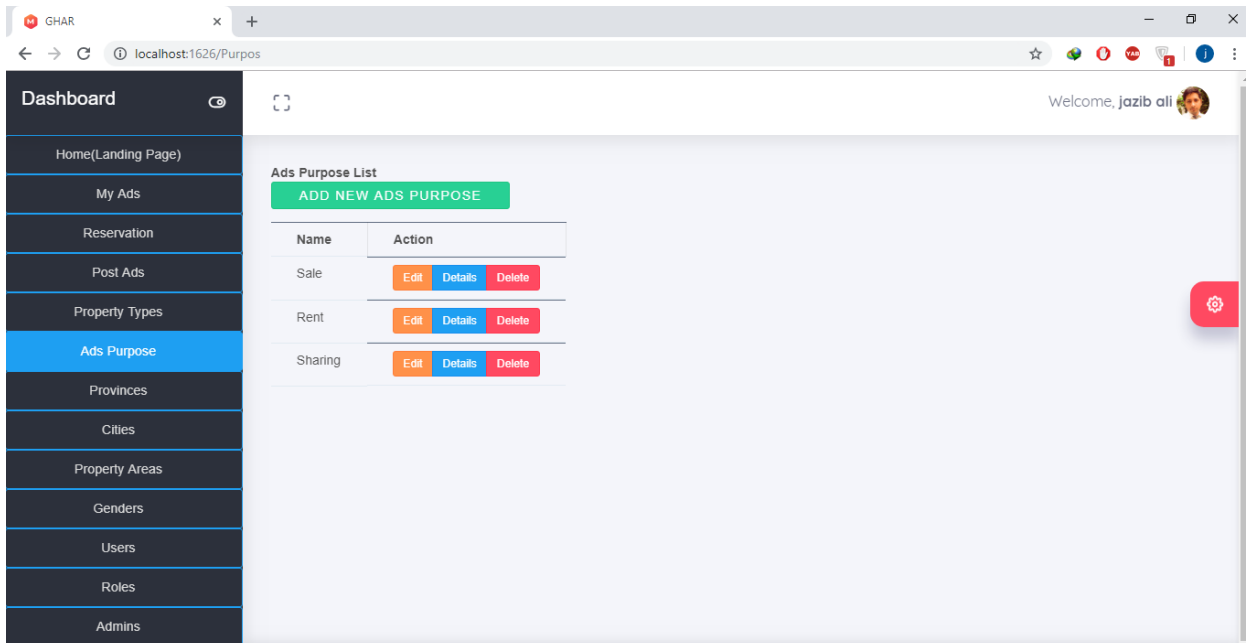 GHAR
localhost:1626/Purpos
YAB
1
j
Dashboard
Welcome, jazib ali
Home(Landing Page)
My Ads
Reservation
Post Ads
Property Types
Ads Purpose
Provinces
Cities
Property Areas
Genders
Users
Roles
Admins
Ads Purpose List
ADD NEW ADS PURPOSE
Name Action
Sale Edit Details Delete
Rent Edit Details Delete
Sharing Edit Details Delete